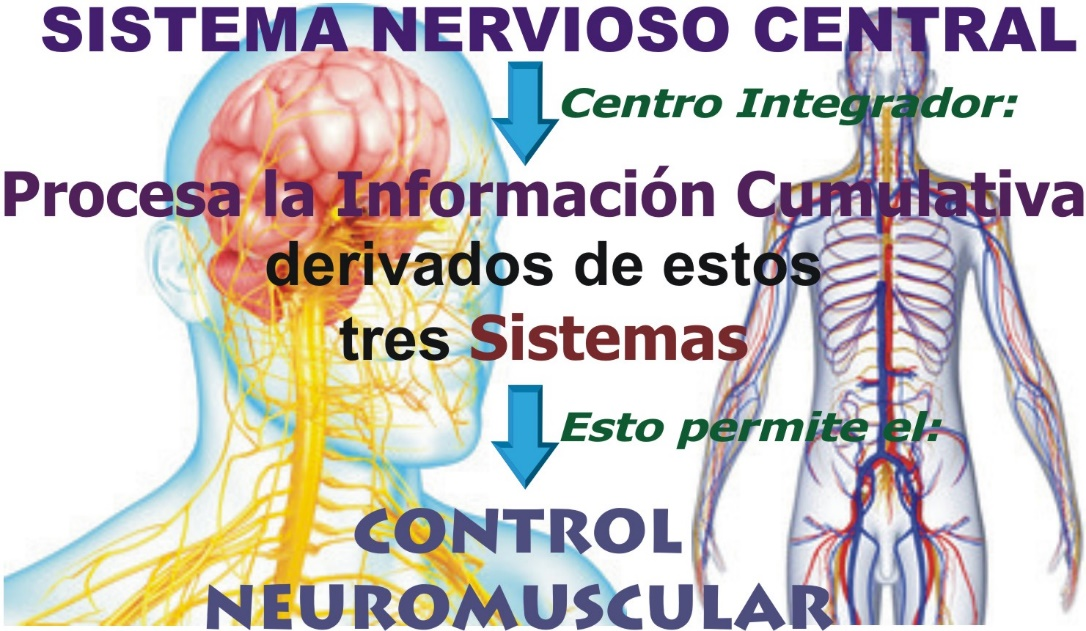 SISTEMA NERVIOSO CENTRAL
Centro Integrador:
Procesa la Información Cumulativa
derivados de estos
tres Sistemas
Esto permite el:
CONTROL
NEUROMUSCULAR